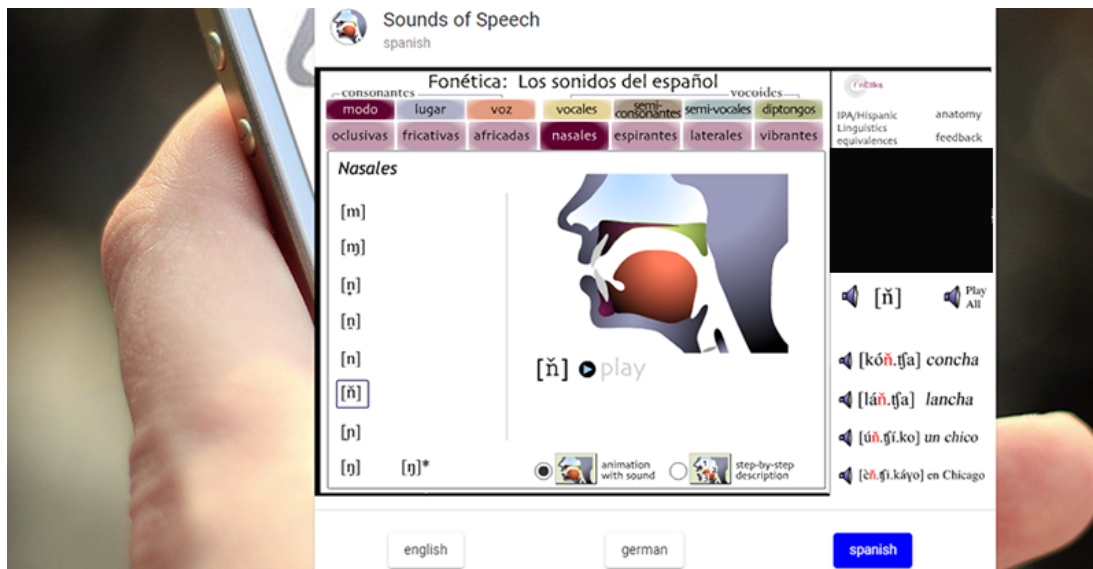 Sounds of Speech
spanish
Fonética: Los sonidos del español
consonantes
vocoides
modo lugar voz vocales semi-consonantes semi-vocales diptongos
oclusivas fricativas africadas nasales espirantes laterales vibrantes
Nasales
[m]
[ɱ]
[n̟]
[n̪]
[n]
[ň]
[ɲ]
[ŋ] [ŋ]*
[ň] play
animation
with sound
step-by-step
description
IPA/Hispanic
Linguistics
equivalences
anatomy
feedback
[ň]
Play
All
[kóň.ʧa] concha
[láň.ʧa] lancha
[úň.ʧí.ko] un chico
[èň.ʧi.káɣo] en Chicago
english
german
spanish